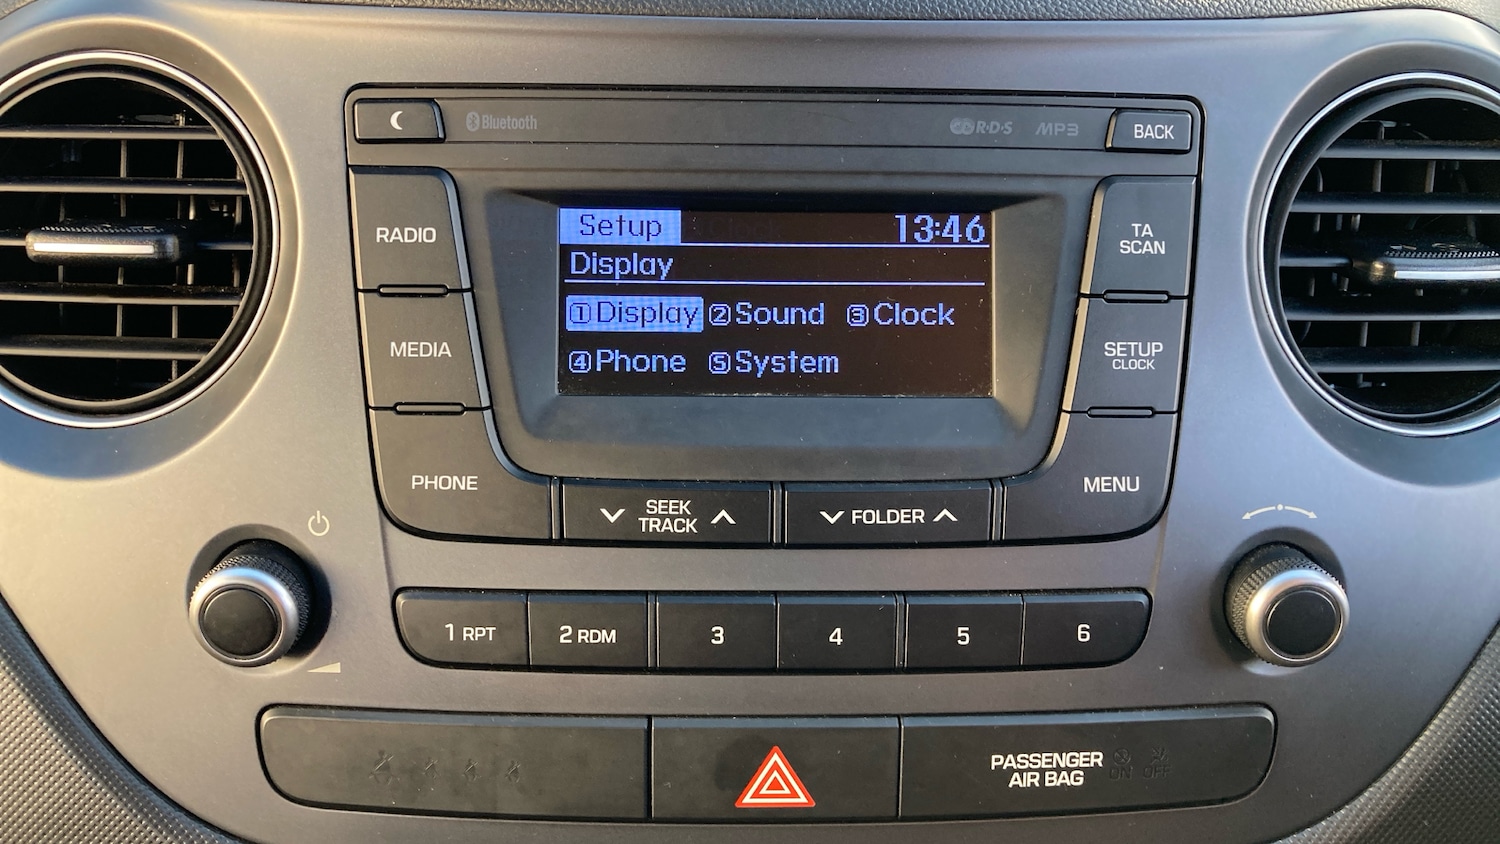 Bluetooth
R·D·S MP3
BACK
RADIO
MEDIA
PHONE
Setup 13:46
Display
①Display ②Sound ③Clock
④Phone ⑤System
TA
SCAN
SETUP
CLOCK
MENU
SEEK
TRACK
FOLDER
1 RPT 2 RDM 3 4 5 6
PASSENGER
AIR BAG
ON OFF